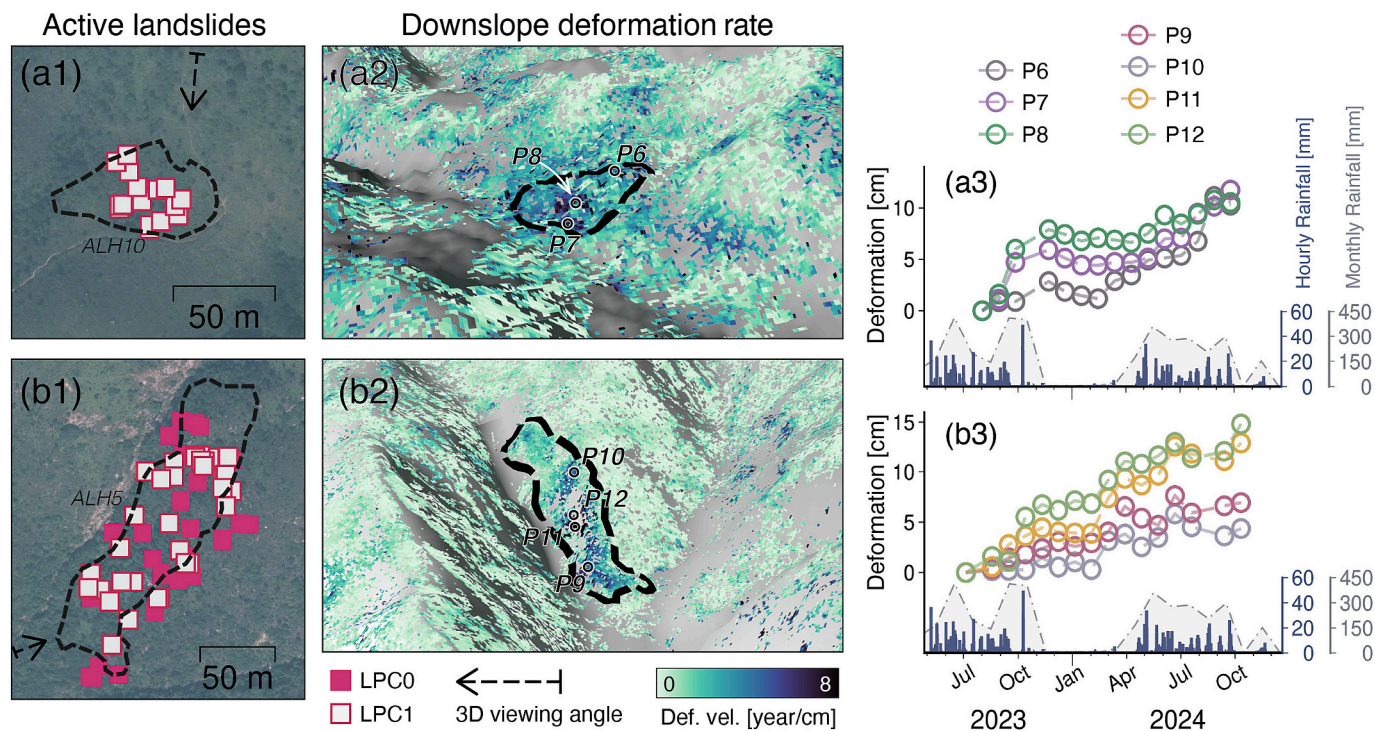 Active landslides
Downslope deformation rate
(a1)
ALH10
50 m
(a2)
P8
P6
P7
P6
P7
P8
P9
P10
P11
P12
(a3)
Deformation [cm]
10
5
0
Hourly Rainfall [mm]
Monthly Rainfall [mm]
60
40
20
0
450
300
150
0
(b1)
ALH5
50 m
(b2)
P10
P12
P11
P9
(b3)
Deformation [cm]
15
10
5
0
60
40
20
0
450
300
150
0
Jul
Oct
Jan
Apr
Jul
Oct
2023
2024
LPC0
LPC1
3D viewing angle
0
8
Def. vel. [year/cm]